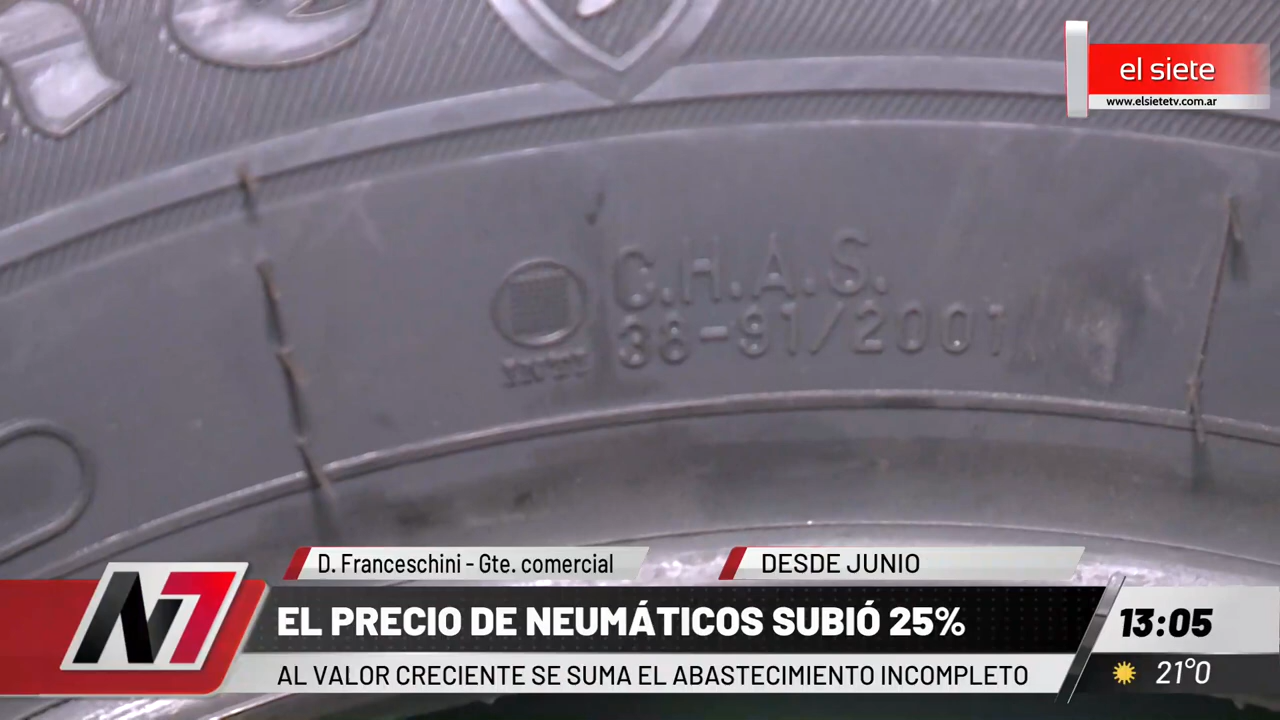 el siete
www.elsietetv.com.ar
C.H.A.S.
38-91/2001
D. Franceschini - Gte. comercial
DESDE JUNIO
N7
EL PRECIO DE NEUMÁTICOS SUBIÓ 25%
13:05
AL VALOR CRECIENTE SE SUMA EL ABASTECIMIENTO INCOMPLETO
21°0